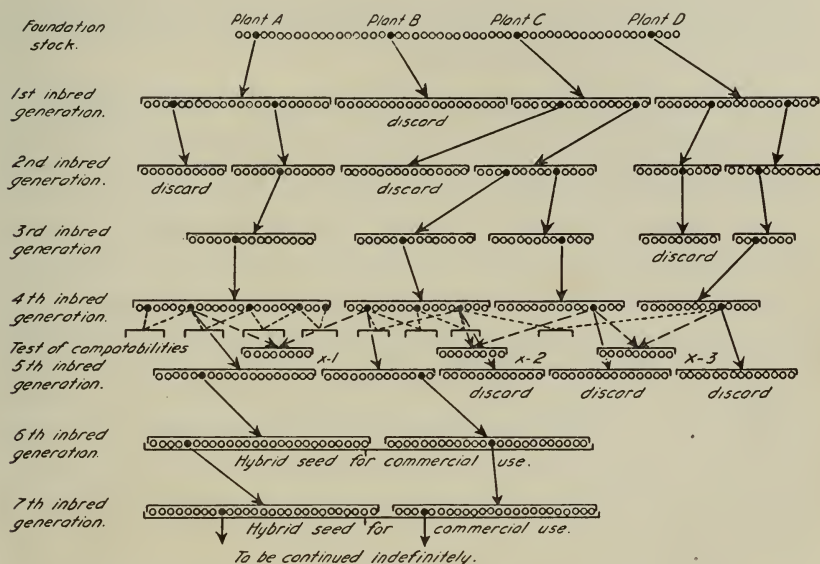 Foundation stock.
Plant A Plant B Plant C Plant D
1st inbred generation.
discard
2nd inbred generation.
discard discard
3rd inbred generation
discard
4th inbred generation.
Test of compatabilities
x-1 x-2 x-3
5th inbred generation.
discard discard discard
6th inbred generation.
Hybrid seed for commercial use.
7th inbred generation.
Hybrid seed for commercial use.
To be continued indefinitely.